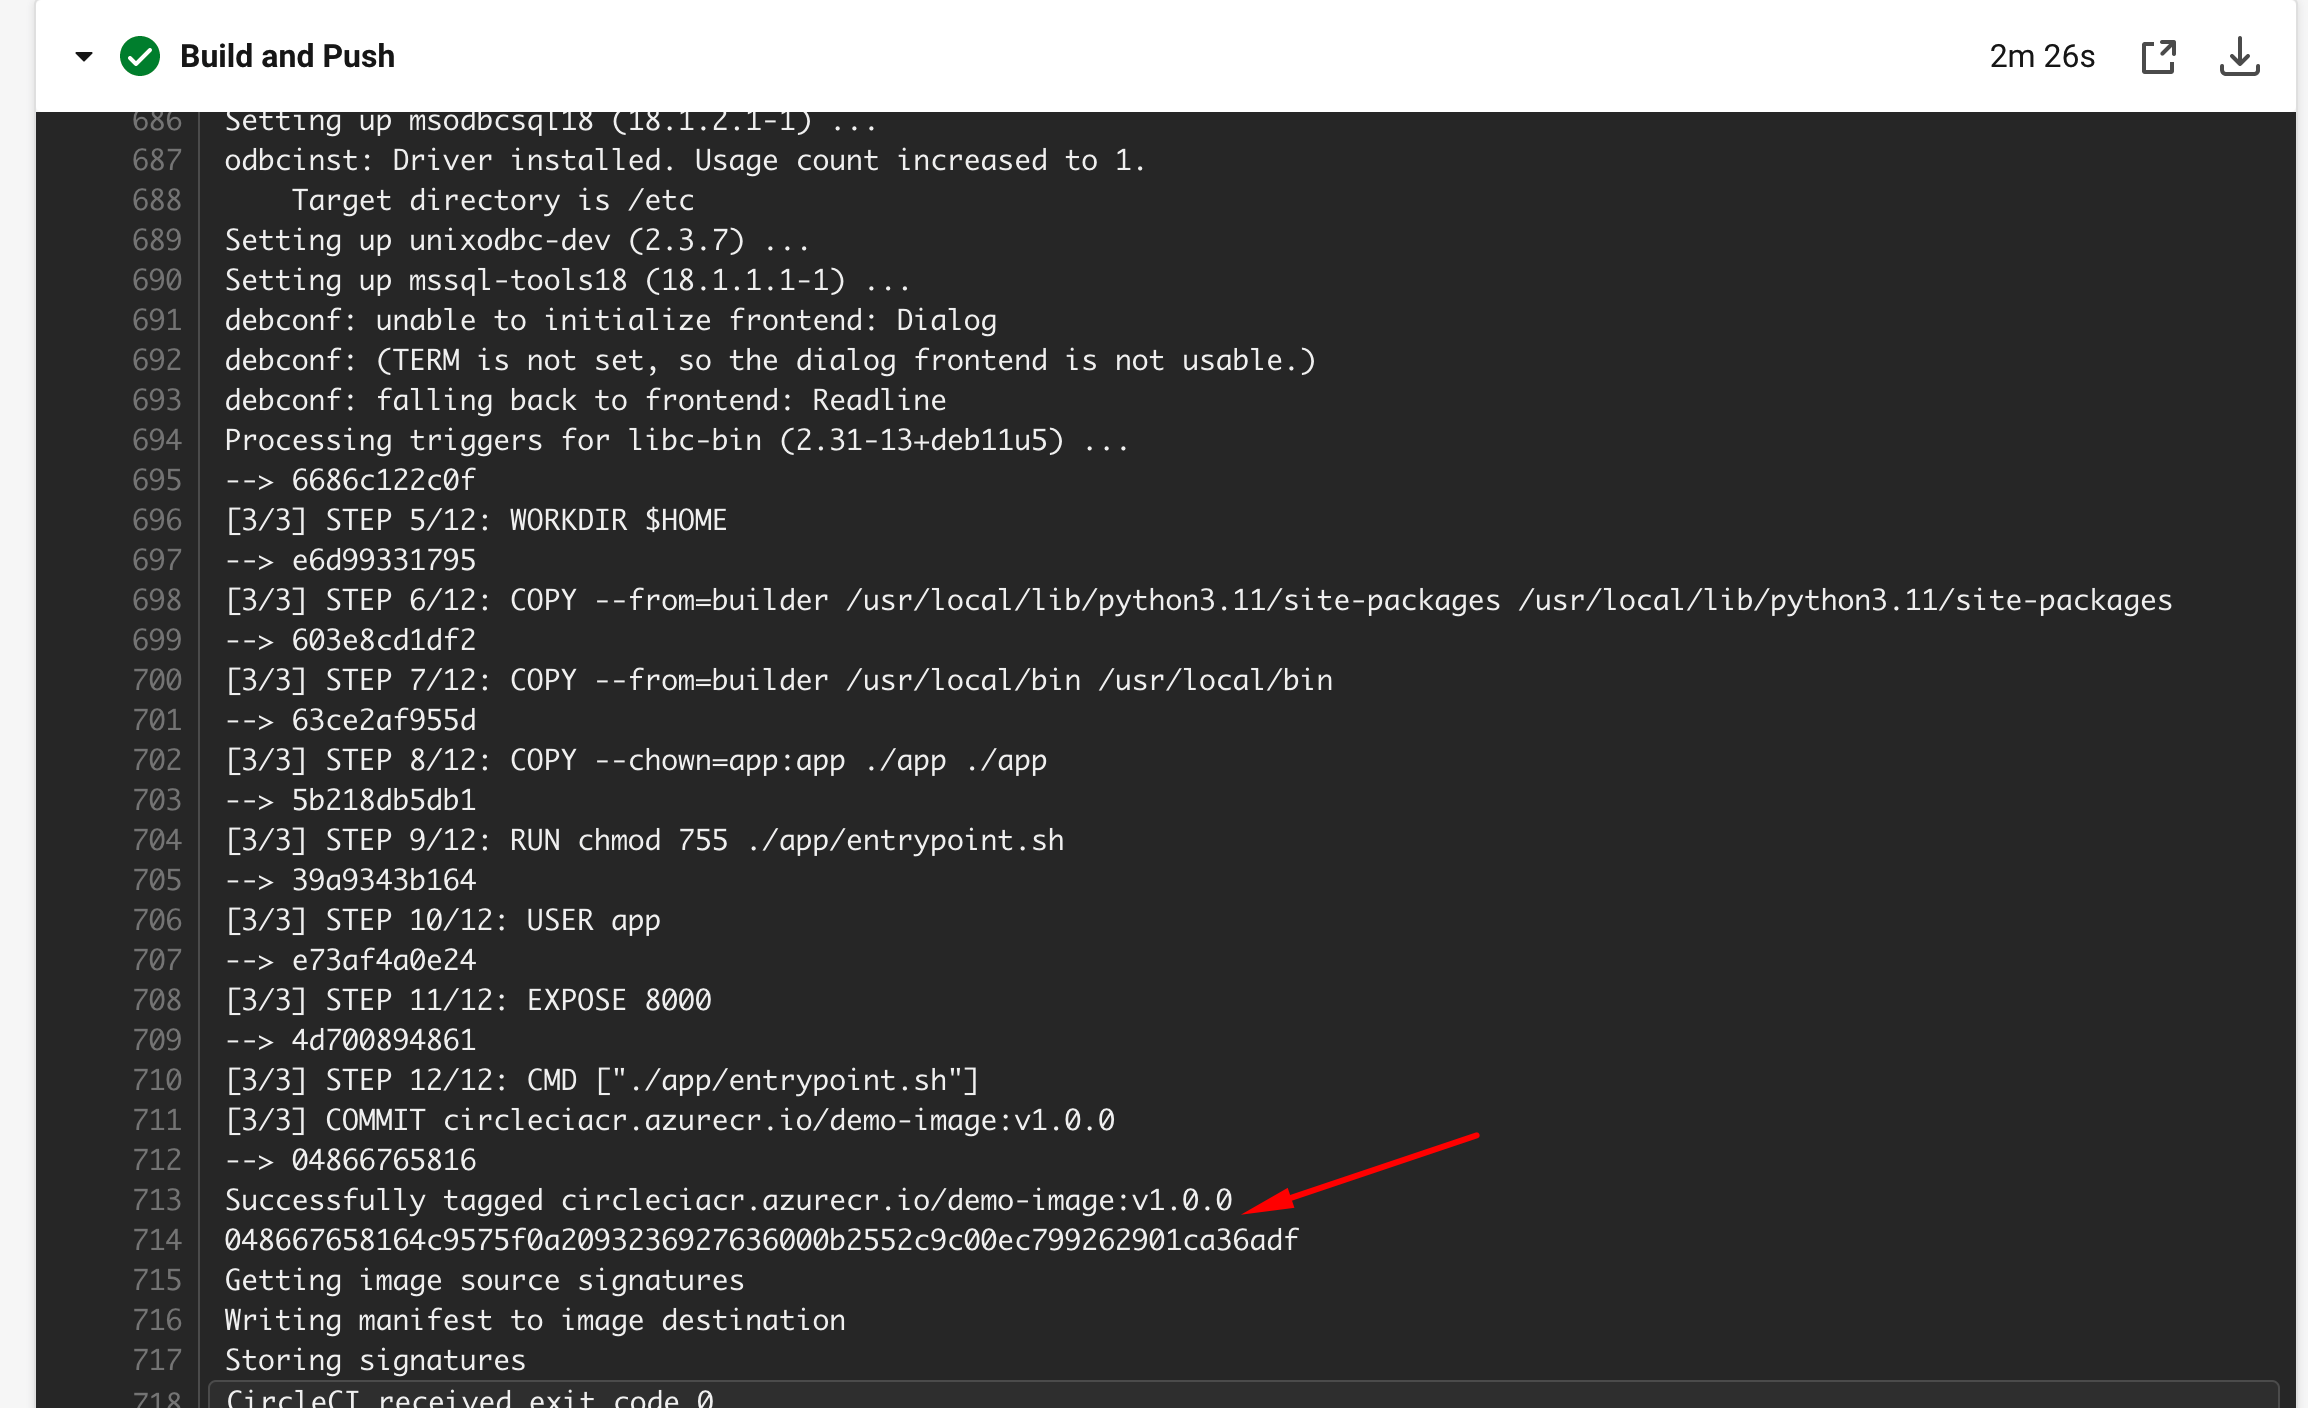 Build and Push
2m 26s
686 Setting up msodbcsql18 (18.1.2.1-1) ...
687 odbcinst: Driver installed. Usage count increased to 1.
688     Target directory is /etc
689 Setting up unixodbc-dev (2.3.7) ...
690 Setting up mssql-tools18 (18.1.1.1-1) ...
691 debconf: unable to initialize frontend: Dialog
692 debconf: (TERM is not set, so the dialog frontend is not usable.)
693 debconf: falling back to frontend: Readline
694 Processing triggers for libc-bin (2.31-13+deb11u5) ...
695 --> 6686c122c0f
696 [3/3] STEP 5/12: WORKDIR $HOME
697 --> e6d99331795
698 [3/3] STEP 6/12: COPY --from=builder /usr/local/lib/python3.11/site-packages /usr/local/lib/python3.11/site-packages
699 --> 603e8cd1df2
700 [3/3] STEP 7/12: COPY --from=builder /usr/local/bin /usr/local/bin
701 --> 63ce2af955d
702 [3/3] STEP 8/12: COPY --chown=app:app ./app ./app
703 --> 5b218db5db1
704 [3/3] STEP 9/12: RUN chmod 755 ./app/entrypoint.sh
705 --> 39a9343b164
706 [3/3] STEP 10/12: USER app
707 --> e73af4a0e24
708 [3/3] STEP 11/12: EXPOSE 8000
709 --> 4d700894861
710 [3/3] STEP 12/12: CMD ["./app/entrypoint.sh"]
711 [3/3] COMMIT circleciacr.azurecr.io/demo-image:v1.0.0
712 --> 04866765816
713 Successfully tagged circleciacr.azurecr.io/demo-image:v1.0.0
714 048667658164c9575f0a2093236927636000b2552c9c00ec799262901ca36adf
715 Getting image source signatures
716 Writing manifest to image destination
717 Storing signatures
718 CircleCI received exit code 0